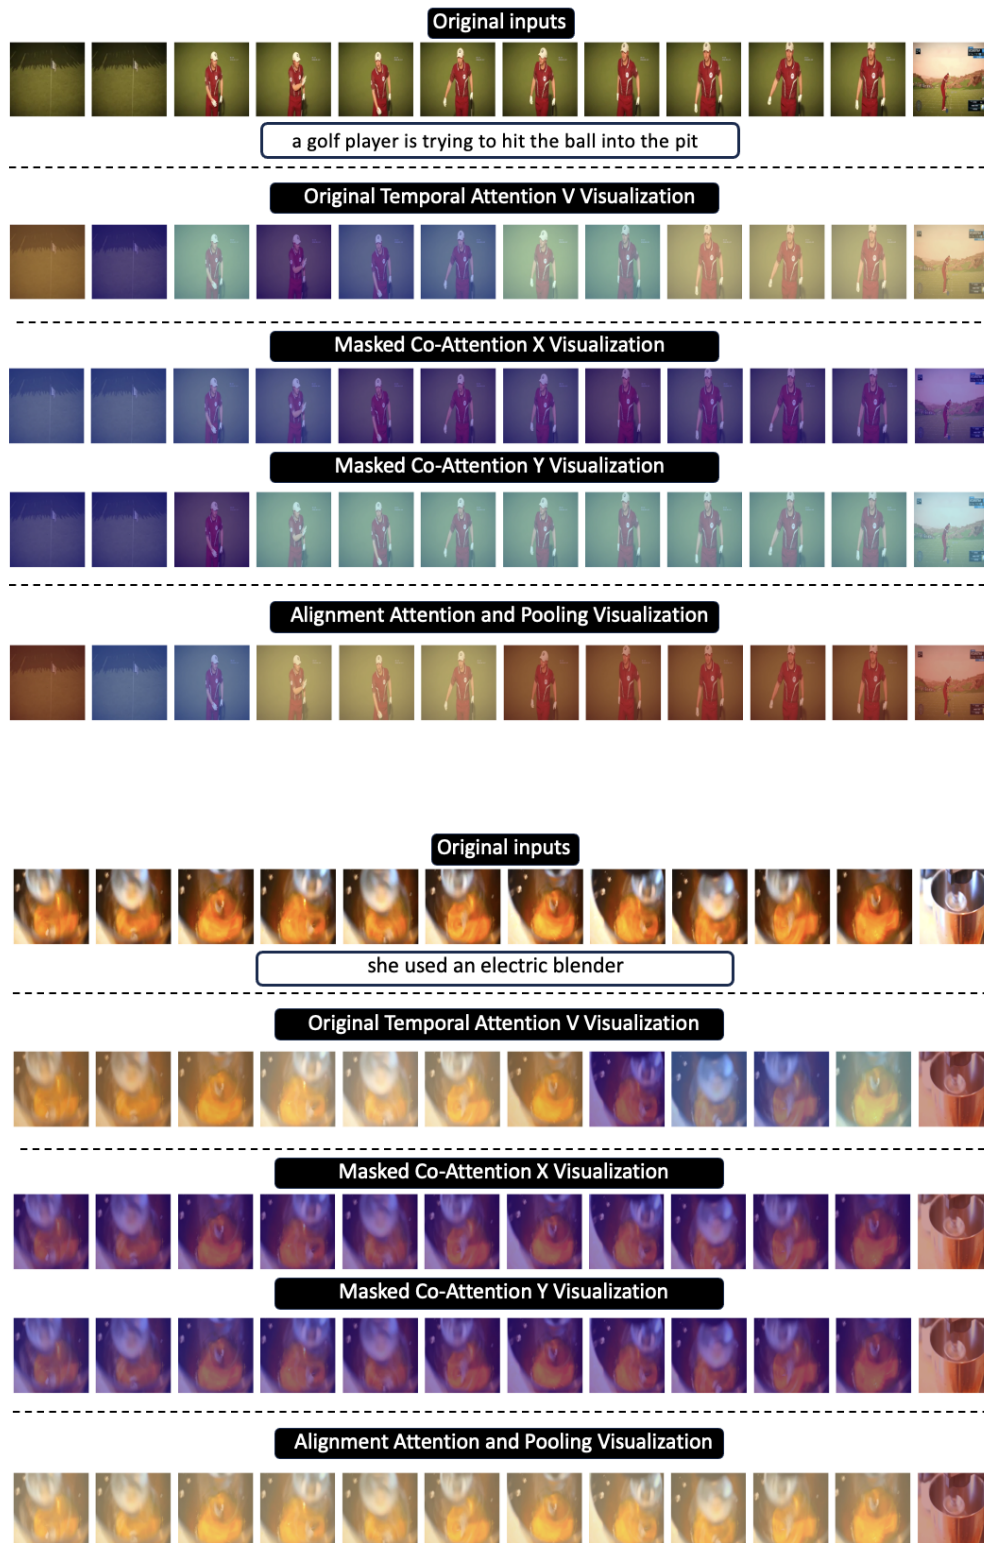 Original inputs
a golf player is trying to hit the ball into the pit
Original Temporal Attention V Visualization
Masked Co-Attention X Visualization
Masked Co-Attention Y Visualization
Alignment Attention and Pooling Visualization
Original inputs
she used an electric blender
Original Temporal Attention V Visualization
Masked Co-Attention X Visualization
Masked Co-Attention Y Visualization
Alignment Attention and Pooling Visualization